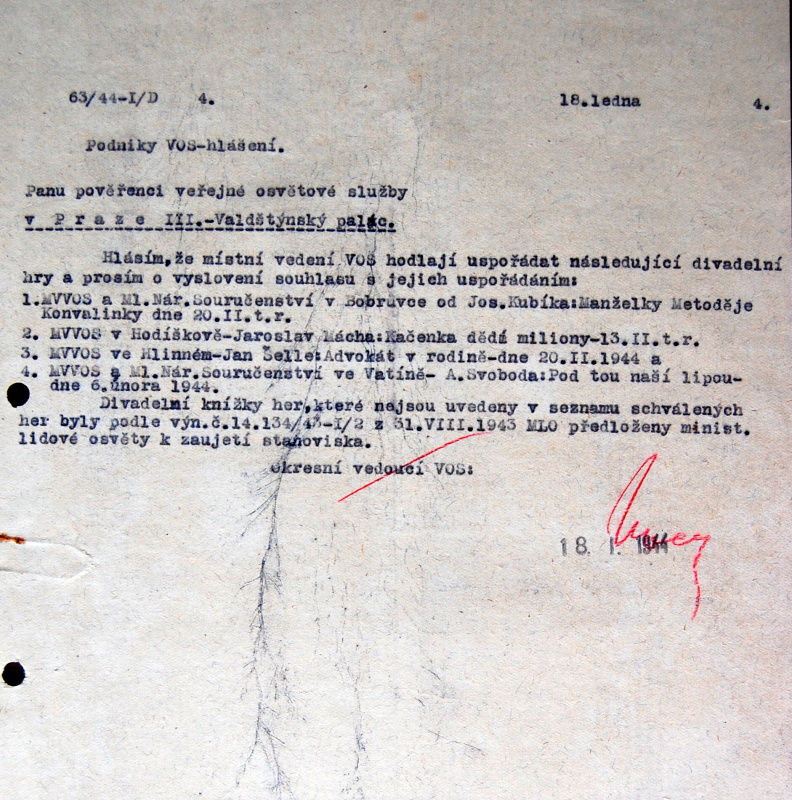 63/44-I/D 4. 18.ledna 4.
Podniky VOS-hlášení.
Panu pověřenci veřejné osvětové služby
v P r a z e III.-Valdštýnský palác.
Hlásím,že místní vedení VOS hodlají uspořádat následující divadelní
hry a prosím o vyslovení souhlasu s jejich uspořádáním:
1.MVVOS a Ml.Nár.Souručenství v Bobrůvce od Jos.Kubíka:Manželky Metoděje
Konvalinky dne 20.II.t.r.
2. MVVOS v Hodíškově-Jaroslav Mácha:Kačenka dědá miliony-13.II.t.r.
3. MVVOS ve Hlinném-Jan Šelle:Advokát v rodině-dne 20.II.1944 a
4. MVVOS a Ml.Nár.Souručenství ve Vatíně- A.Svoboda:Pod tou naší lipou-
dne 6.února 1944.
Divadelní knížky her,které nejsou uvedeny v seznamu schválených
her byly podle výn.č.14.134/43-I/2 z 31.VIII.1943 MLO předloženy minist.
lidové osvěty k zaujetí stanoviska.
Okresní vedoucí VOS:
18. I. 1944